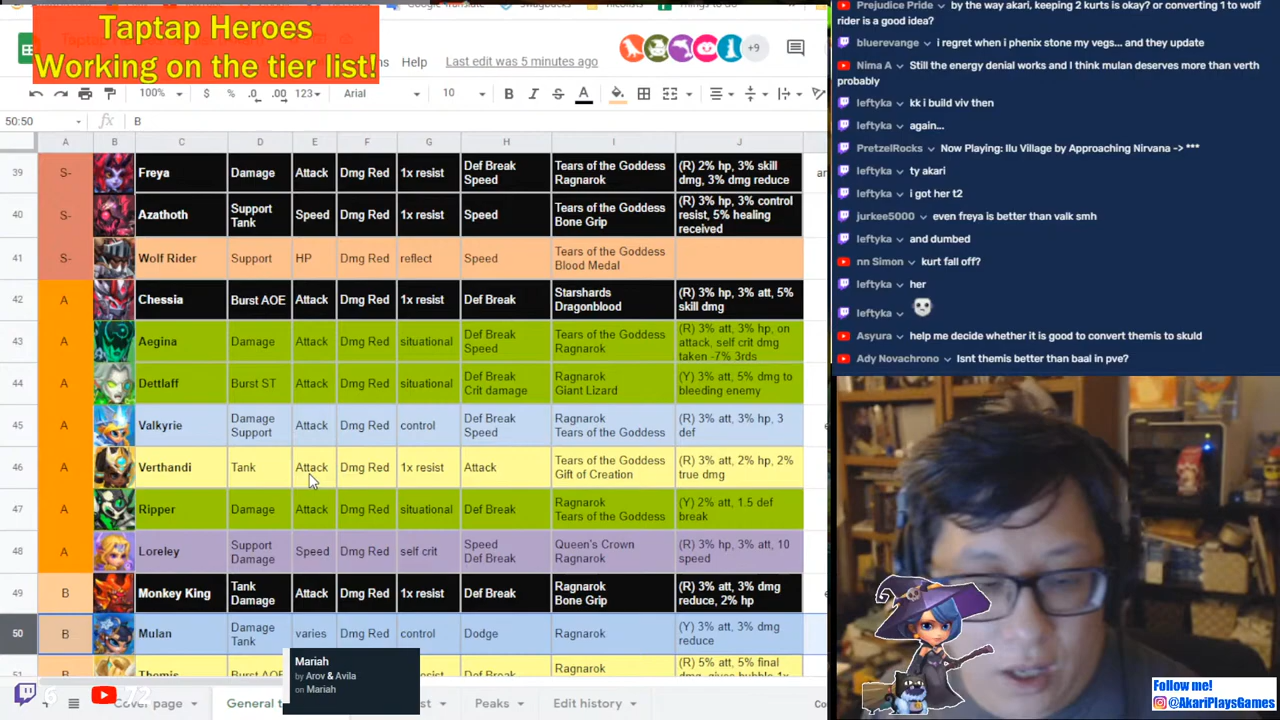 Taptap Heroes
Working on the tier list!
Help
Last edit was 5 minutes ago
+9
100%
$
%
.0
.00
123
Arial
10
B
I
S
A
50:50
fx
B
A
B
C
D
E
F
G
H
I
J
39
S-
Freya
Damage
Attack
Dmg Red
1x resist
Def Break
Speed
Tears of the Goddess
Ragnarok
(R) 2% hp, 3% skill
dmg, 3% dmg reduce
40
S-
Azathoth
Support
Tank
Speed
Dmg Red
1x resist
Speed
Tears of the Goddess
Bone Grip
(R) 3% hp, 3% control
resist, 5% healing
received
41
S-
Wolf Rider
Support
HP
Dmg Red
reflect
Speed
Tears of the Goddess
Blood Medal
42
A
Chessia
Burst AOE
Attack
Dmg Red
1x resist
Def Break
Starshards
Dragonblood
(R) 3% hp, 3% att, 5%
skill dmg
43
A
Aegina
Damage
Attack
Dmg Red
situational
Def Break
Speed
Tears of the Goddess
Ragnarok
(R) 3% att, 3% hp, on
attack, self crit dmg
taken -7% 3rds
44
A
Dettlaff
Burst ST
Attack
Dmg Red
situational
Def Break
Crit damage
Ragnarok
Giant Lizard
(Y) 3% att, 5% dmg to
bleeding enemy
45
A
Valkyrie
Damage
Support
Attack
Dmg Red
control
Def Break
Speed
Ragnarok
Tears of the Goddess
(R) 3% att, 3% hp, 3
def
46
A
Verthandi
Tank
Attack
Dmg Red
1x resist
Attack
Tears of the Goddess
Gift of Creation
(R) 3% att, 2% hp, 2%
true dmg
47
A
Ripper
Damage
Attack
Dmg Red
situational
Def Break
Ragnarok
Tears of the Goddess
(Y) 2% att, 1.5 def
break
48
A
Loreley
Support
Damage
Speed
Dmg Red
self crit
Speed
Def Break
Queen's Crown
Ragnarok
(R) 3% hp, 3% att, 10
speed
49
B
Monkey King
Tank
Damage
Attack
Dmg Red
1x resist
Def Break
Ragnarok
Bone Grip
(R) 3% att, 3% dmg
reduce, 2% hp
50
B
Mulan
Damage
Tank
varies
Dmg Red
control
Dodge
Ragnarok
(Y) 3% att, 3% dmg
reduce
51
B
Themis
Burst AOE
Ragnarok
(R) 5% att, 5% final
Mariah
by Arov & Avila
on Mariah
6
72
Cover page
General t
Peaks
Edit history
Prejudice Pride by the way akari, keeping 2 kurts is okay? or converting 1 to wolf
rider is a good idea?
bluerevange i regret when i phenix stone my vegs... and they update
Nima A Still the energy denial works and I think mulan deserves more than verth
probably
leftyka kk i build viv then
leftyka again...
PretzelRocks Now Playing: Ilu Village by Approaching Nirvana -> ***
leftyka ty akari
leftyka i got her t2
jurkee5000 even freya is better than valk smh
leftyka and dumbed
nn Simon kurt fall off?
leftyka her
leftyka
Asyura help me decide whether it is good to convert themis to skuld
Ady Novachrono Isnt themis better than baal in pve?
Follow me!
@AkariPlaysGames